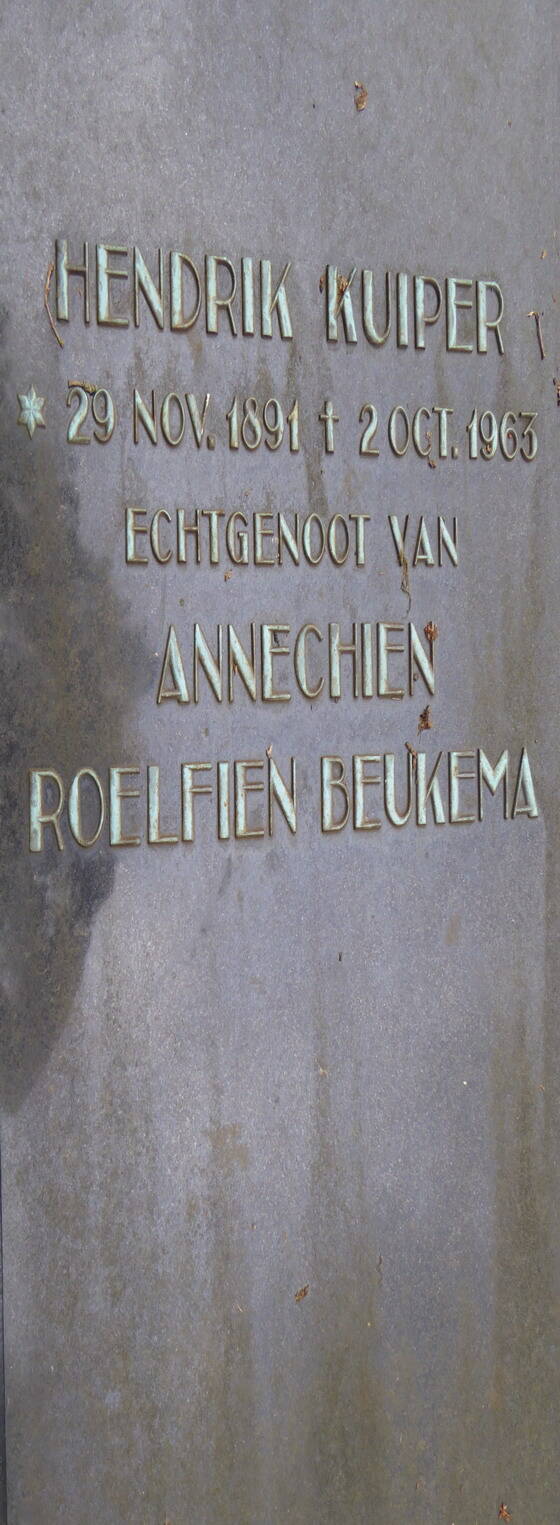 HENDRIK KUIPER
* 29 NOV. 1891 † 2 OCT. 1963
ECHTGENOOT VAN
ANNECHIEN
ROELFIEN BEUKEMA